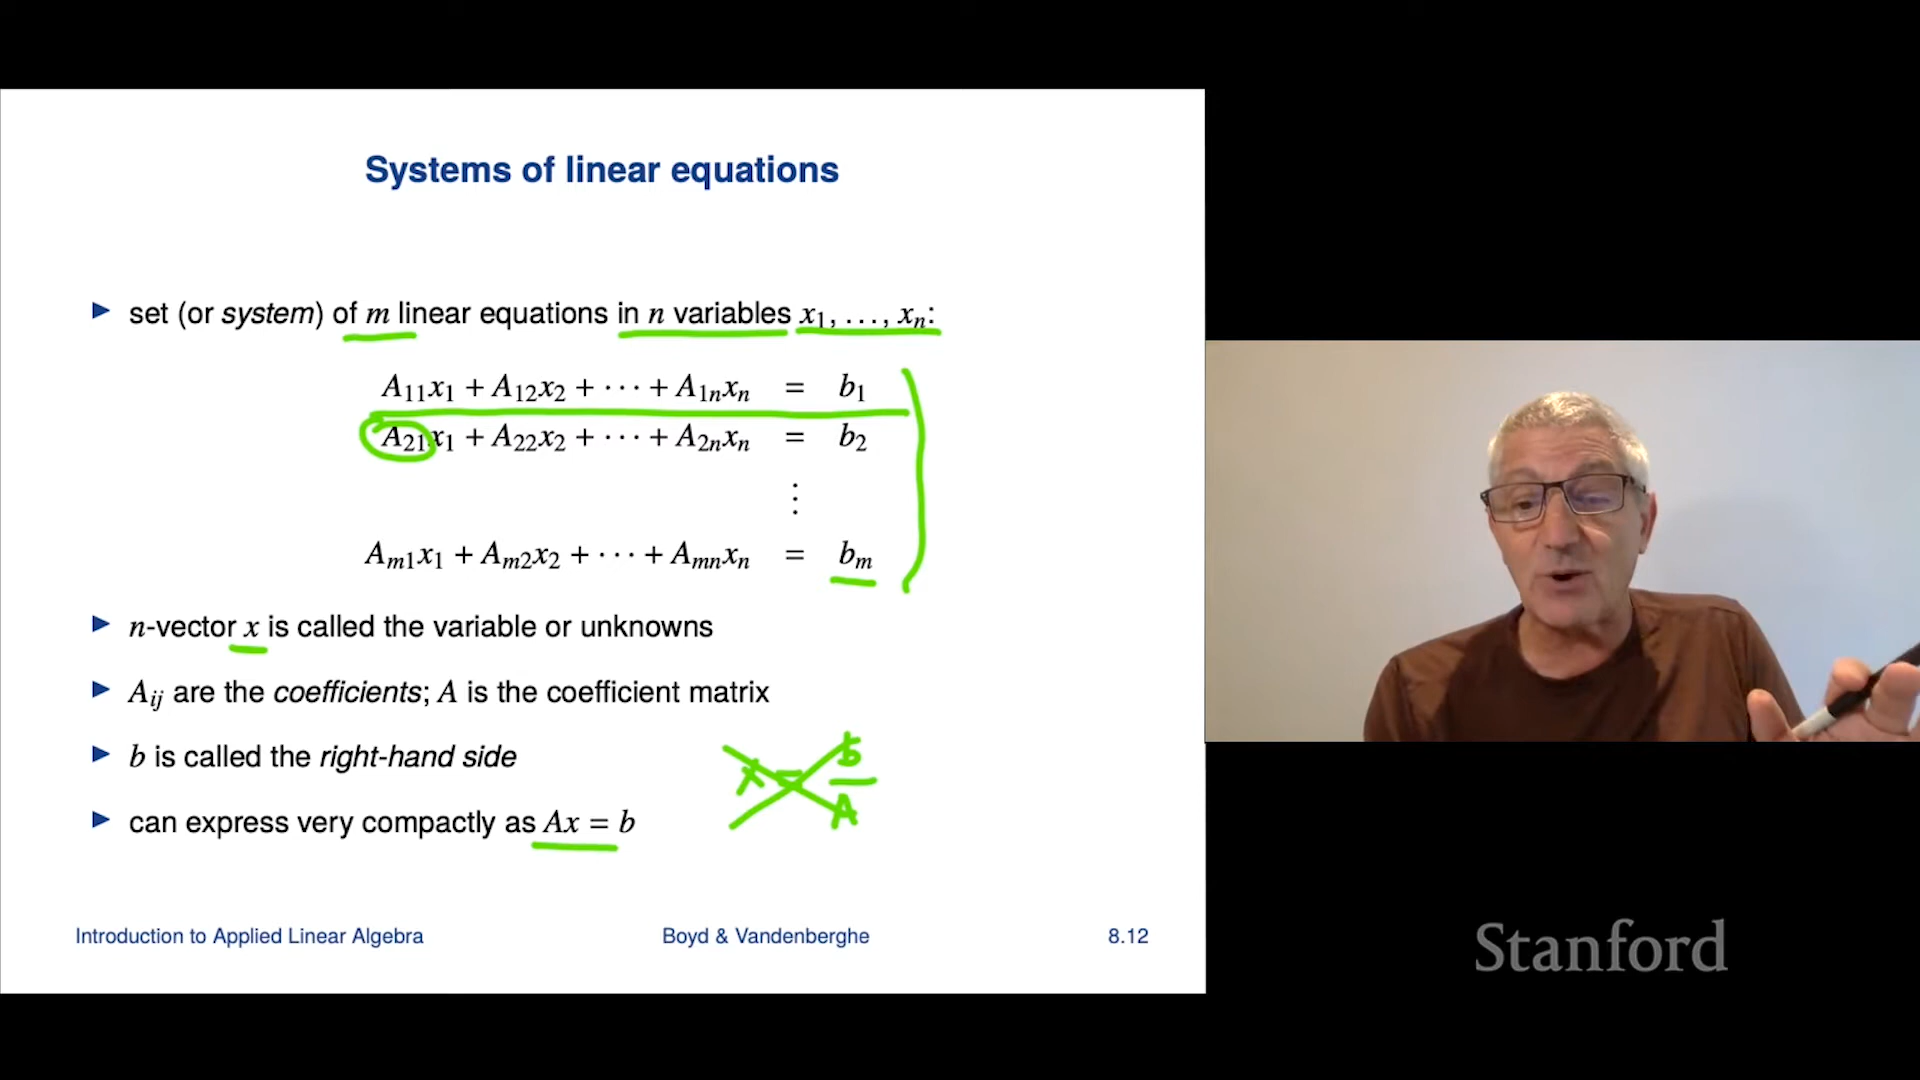 Systems of linear equations
▶ set (or system) of m linear equations in n variables x₁, …, xₙ:
A₁₁x₁ + A₁₂x₂ + ⋯ + A₁ₙxₙ = b₁
A₂₁x₁ + A₂₂x₂ + ⋯ + A₂ₙxₙ = b₂
⋮
Aₘ₁x₁ + Aₘ₂x₂ + ⋯ + Aₘₙxₙ = bₘ
▶ n-vector x is called the variable or unknowns
▶ Aᵢⱼ are the coefficients; A is the coefficient matrix
▶ b is called the right-hand side
x = b/A
▶ can express very compactly as Ax = b
Introduction to Applied Linear Algebra Boyd & Vandenberghe 8.12
Stanford